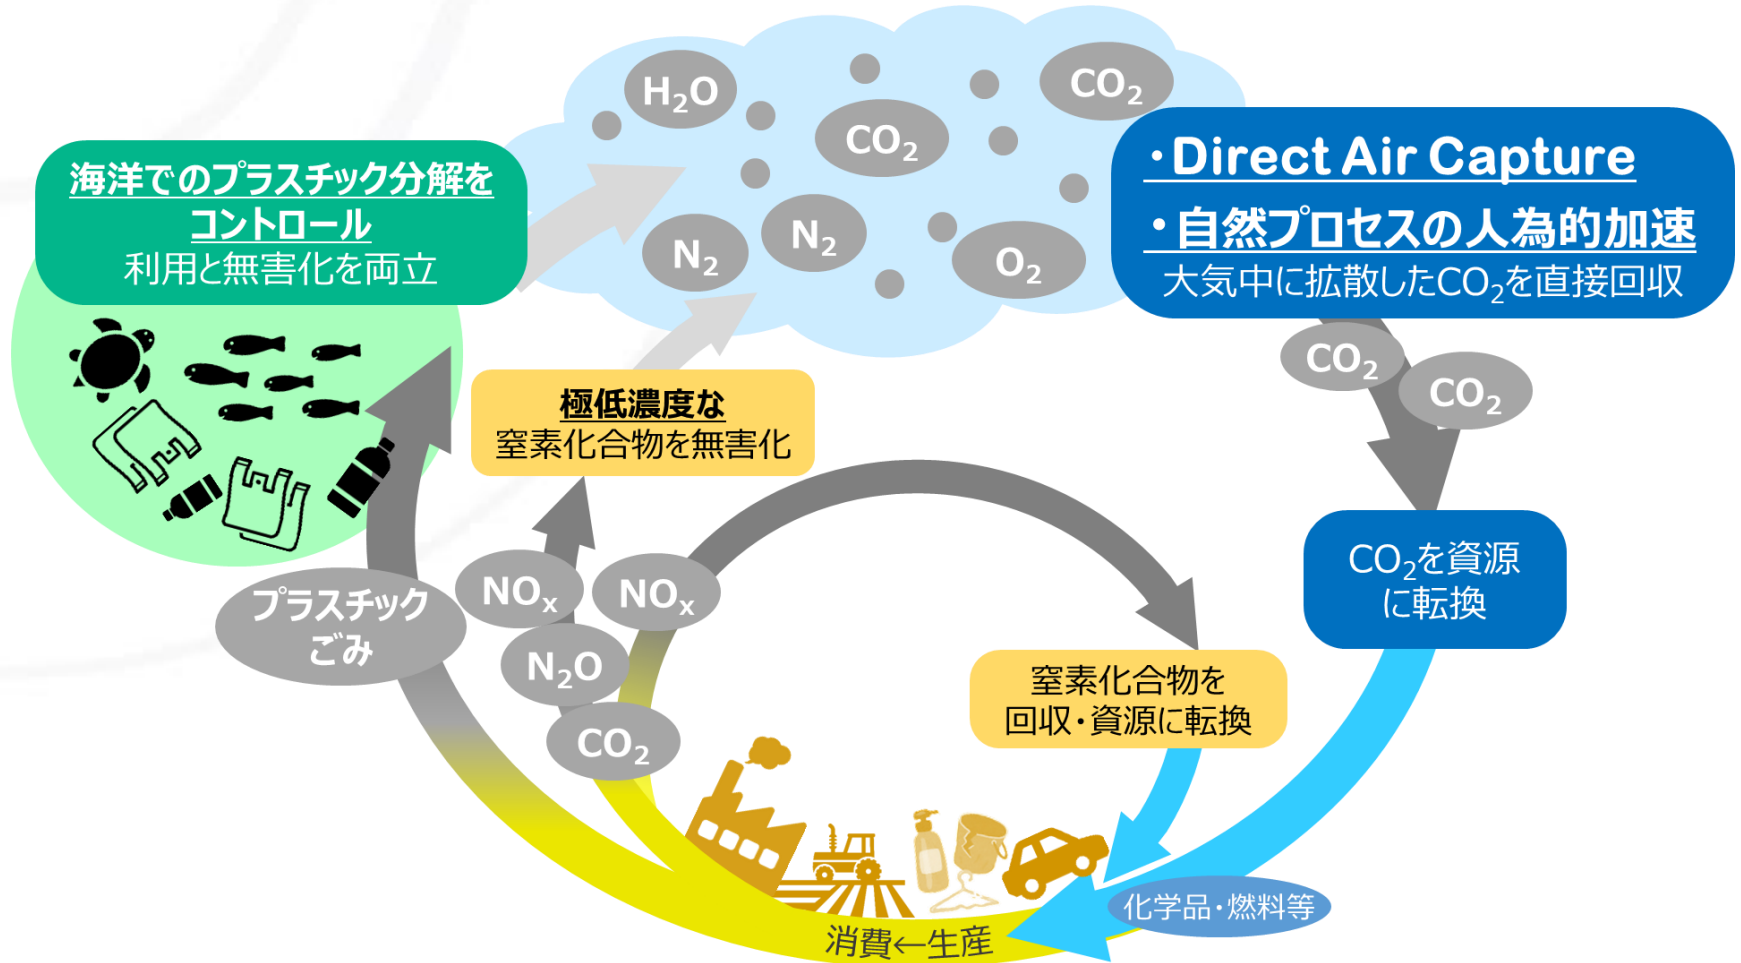 H₂O
CO₂
CO₂
N₂
N₂
O₂
海洋でのプラスチック分解を
コントロール
利用と無害化を両立
・Direct Air Capture
・自然プロセスの人為的加速
大気中に拡散したCO₂を直接回収
CO₂
CO₂
極低濃度な
窒素化合物を無害化
CO₂を資源
に転換
プラスチック
ごみ
NOₓ
NOₓ
N₂O
CO₂
窒素化合物を
回収・資源に転換
化学品・燃料等
消費←生産